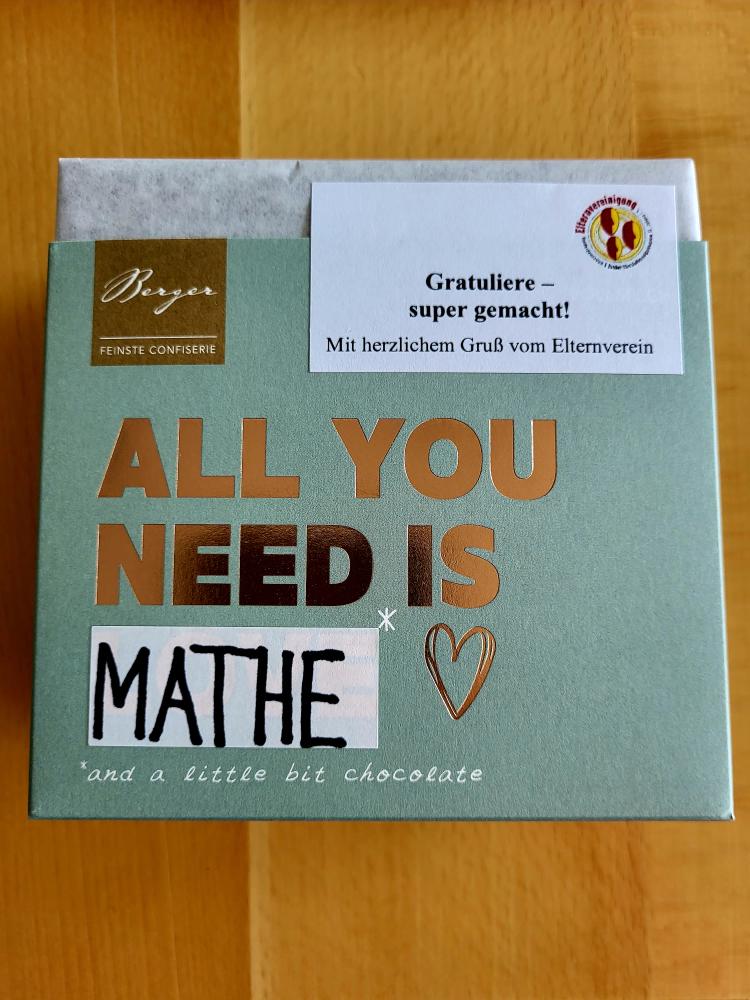 Elternvereinigung
Gratuliere –
super gemacht!
Mit herzlichem Gruß vom Elternverein
Berger
FEINSTE CONFISERIE
ALL YOU
NEED IS
*
MATHE
*and a little bit chocolate